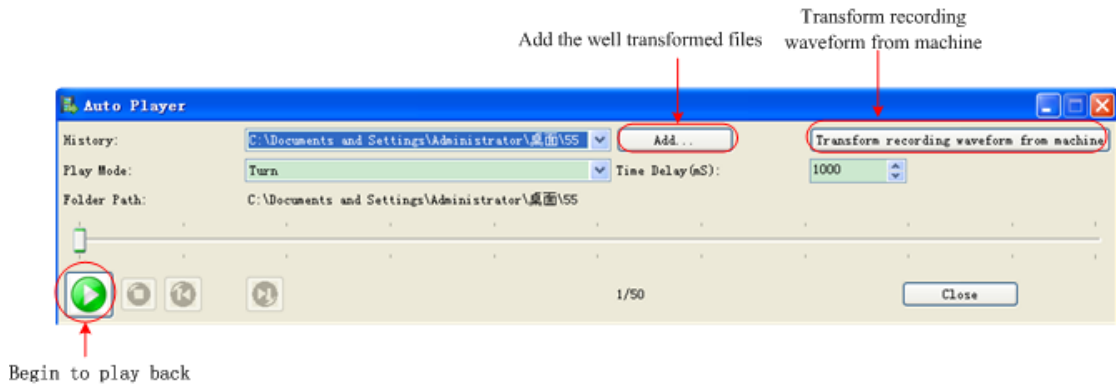 Transform recording
Add the well transformed files
waveform from machine
Auto Player
History:
C:\Documents and Settings\Administrator\桌面\55
Add...
Transform recording waveform from machine
Play Mode:
Turn
Time Delay(mS):
1000
Folder Path:
C:\Documents and Settings\Administrator\桌面\55
1/50
Close
Begin to play back